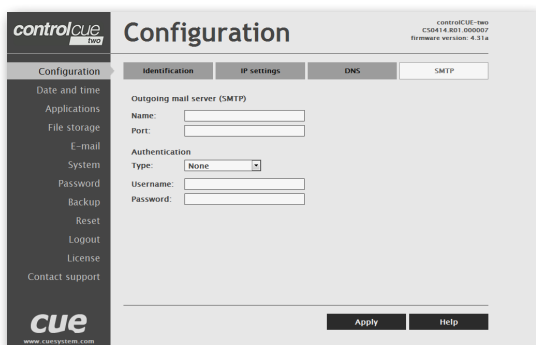 controlcue
two
Configuration
controlCUE-two
CS0414.R01.000007
firmware version: 4.31a
Configuration
Date and time
Applications
File storage
E-mail
System
Password
Backup
Reset
Logout
License
Contact support
Identification
IP settings
DNS
SMTP
Outgoing mail server (SMTP)
Name:
Port:
Authentication
Type: None
Username:
Password:
Apply
Help
cue
www.cuesystem.com